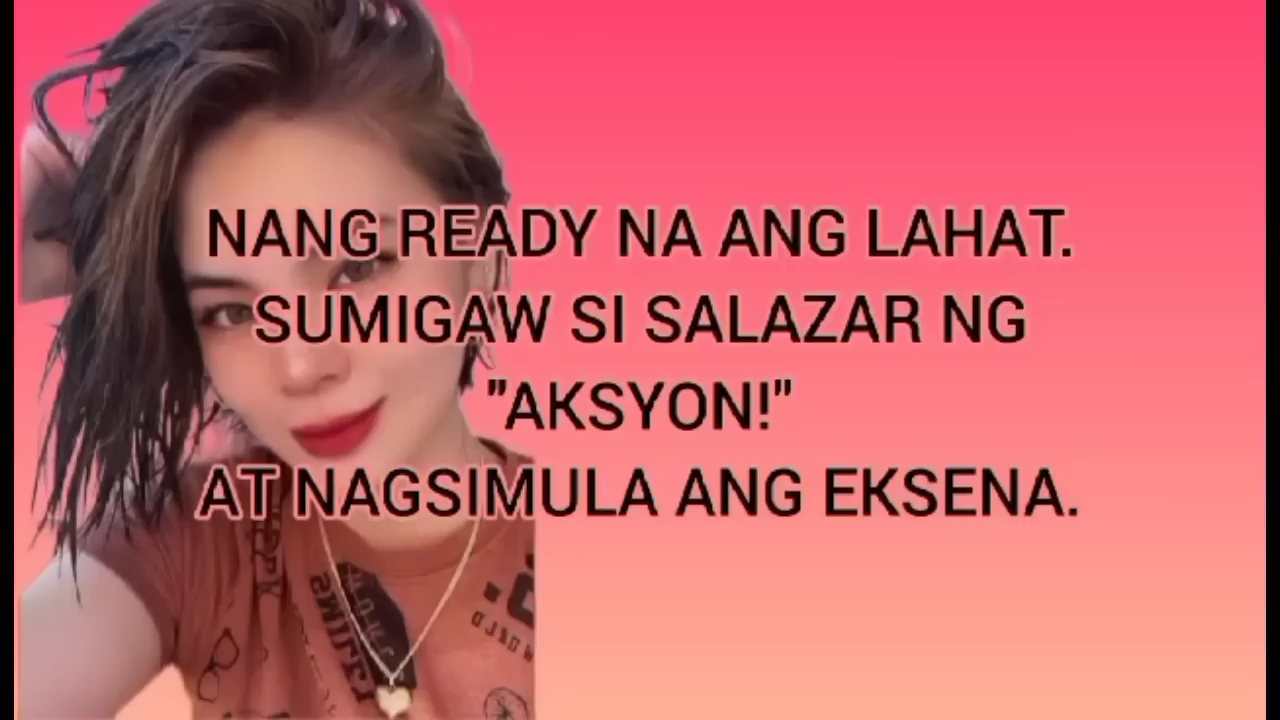 NANG READY NA ANG LAHAT.
SUMIGAW SI SALAZAR NG
"AKSYON!"
AT NAGSIMULA ANG EKSENA.